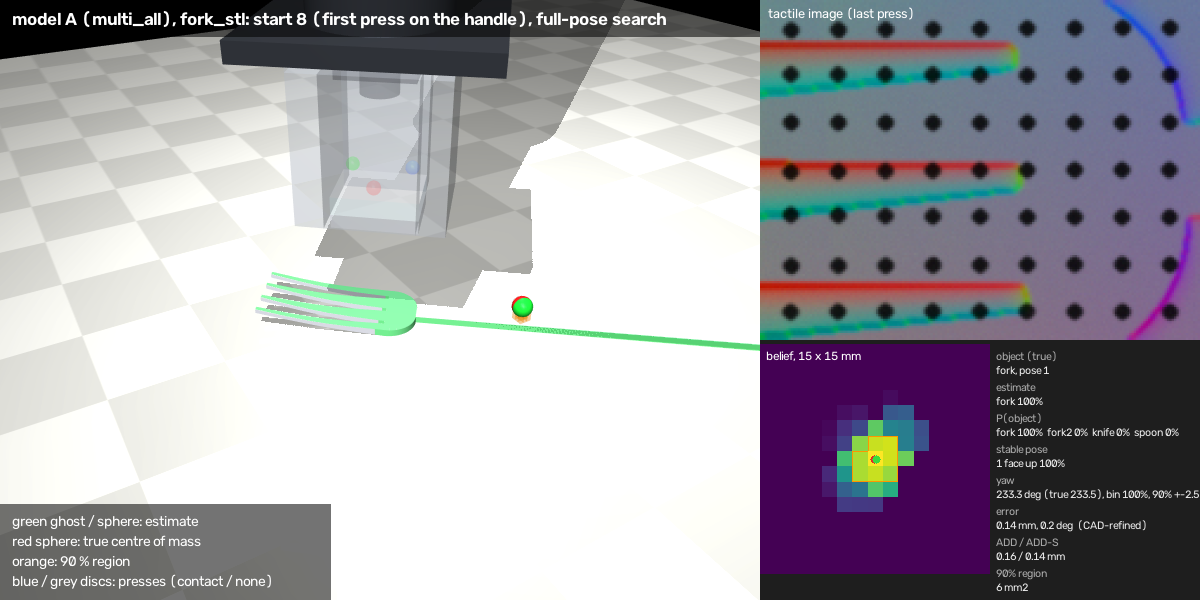 model A (multi_all), fork_stl: start 8 (first press on the handle), full-pose search
tactile image (last press)
belief, 15 x 15 mm
object (true)
fork, pose 1
estimate
fork 100%
P(object)
fork 100% fork2 0% knife 0% spoon 0%
stable pose
1 face up 100%
yaw
233.3 deg (true 233.5), bin 100%, 90% +-2.5
error
0.14 mm, 0.2 deg (CAD-refined)
ADD / ADD-S
0.16 / 0.14 mm
90% region
6 mm2
green ghost / sphere: estimate
red sphere: true centre of mass
orange: 90 % region
blue / grey discs: presses (contact / none)